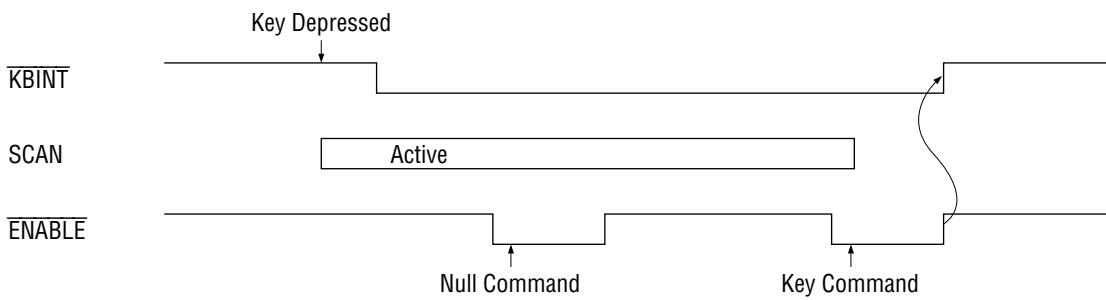 Key Depressed
KBINT
SCAN
Active
ENABLE
Null Command
Key Command